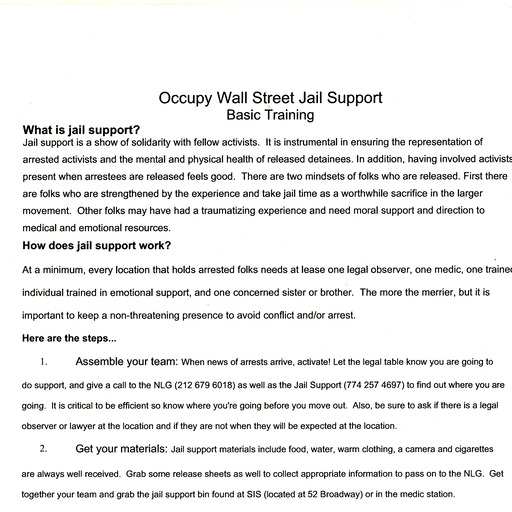 Occupy Wall Street Jail Support
Basic Training
What is jail support?
Jail support is a show of solidarity with fellow activists. It is instrumental in ensuring the representation of
arrested activists and the mental and physical health of released detainees. In addition, having involved activists
present when arrestees are released feels good. There are two mindsets of folks who are released. First there
are folks who are strengthened by the experience and take jail time as a worthwhile sacrifice in the larger
movement. Other folks may have had a traumatizing experience and need moral support and direction to
medical and emotional resources.
How does jail support work?
At a minimum, every location that holds arrested folks needs at lease one legal observer, one medic, one traine
individual trained in emotional support, and one concerned sister or brother. The more the merrier, but it is
important to keep a non-threatening presence to avoid conflict and/or arrest.
Here are the steps...
1. Assemble your team: When news of arrests arrive, activate! Let the legal table know you are going to
do support, and give a call to the NLG (212 679 6018) as well as the Jail Support (774 257 4697) to find out where you are
going. It is critical to be efficient so know where you're going before you move out. Also, be sure to ask if there is a legal
observer or lawyer at the location and if they are not when they will be expected at the location.
2. Get your materials: Jail support materials include food, water, warm clothing, a camera and cigarettes
are always well received. Grab some release sheets as well to collect appropriate information to pass on to the NLG. Get
together your team and grab the jail support bin found at SIS (located at 52 Broadway) or in the medic station.